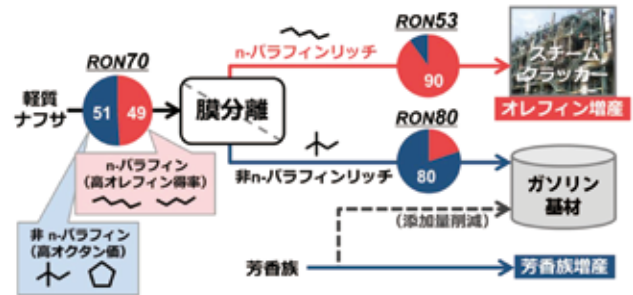 RON53
n-パラフィンリッチ
90
スチーム
クラッカー
オレフィン増産
RON70
軽質
ナフサ
51
49
膜分離
RON80
80
非n-パラフィンリッチ
ガソリン
基材
n-パラフィン
(高オレフィン得率)
非 n-パラフィン
(高オクタン価)
(添加量削減)
芳香族
芳香族増産